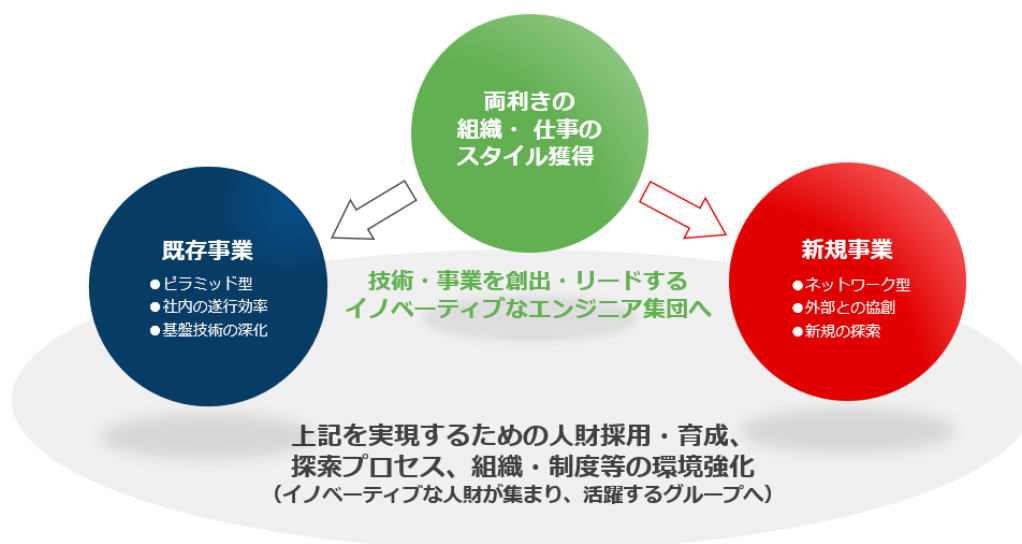 両利きの
組織・ 仕事の
スタイル獲得
既存事業
●ピラミッド型
●社内の遂行効率
●基盤技術の深化
新規事業
●ネットワーク型
●外部との協創
●新規の探索
技術・事業を創出・リードする
イノベーティブなエンジニア集団へ
上記を実現するための人財採用・育成、
探索プロセス、組織・制度等の環境強化
（イノベーティブな人財が集まり、活躍するグループへ）